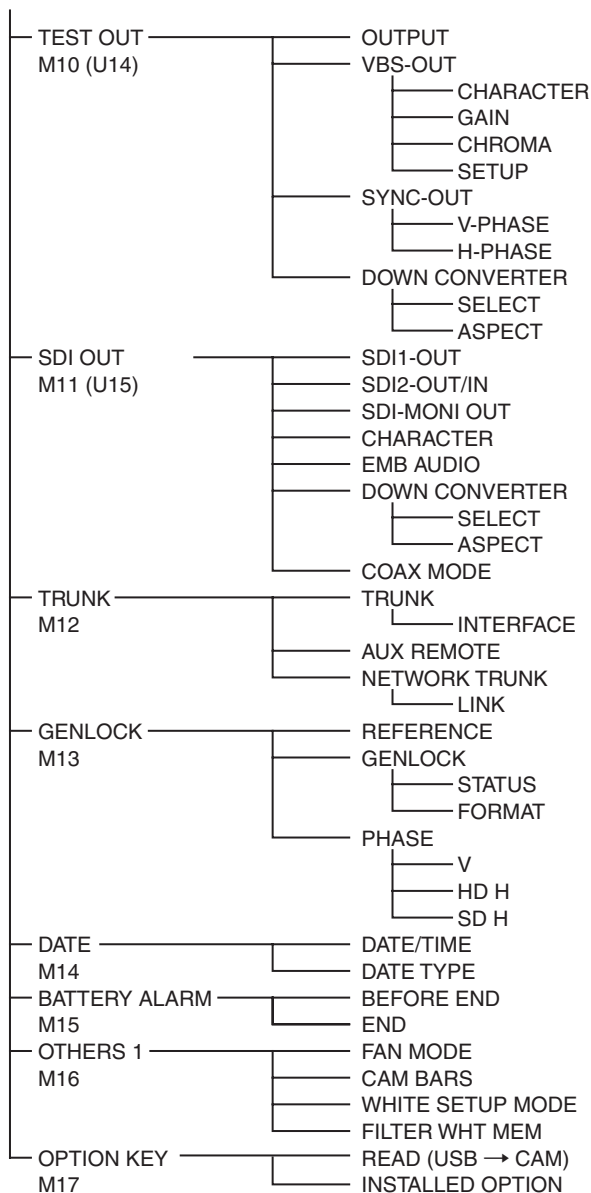 TEST OUT OUTPUT
M10 (U14) VBS-OUT
CHARACTER
GAIN
CHROMA
SETUP
SYNC-OUT
V-PHASE
H-PHASE
DOWN CONVERTER
SELECT
ASPECT
SDI OUT SDI1-OUT
M11 (U15) SDI2-OUT/IN
SDI-MONI OUT
CHARACTER
EMB AUDIO
DOWN CONVERTER
SELECT
ASPECT
COAX MODE
TRUNK TRUNK
M12 INTERFACE
AUX REMOTE
NETWORK TRUNK
LINK
GENLOCK REFERENCE
M13 GENLOCK
STATUS
FORMAT
PHASE
V
HD H
SD H
DATE DATE/TIME
M14 DATE TYPE
BATTERY ALARM BEFORE END
M15 END
OTHERS 1 FAN MODE
M16 CAM BARS
WHITE SETUP MODE
FILTER WHT MEM
OPTION KEY READ (USB → CAM)
M17 INSTALLED OPTION